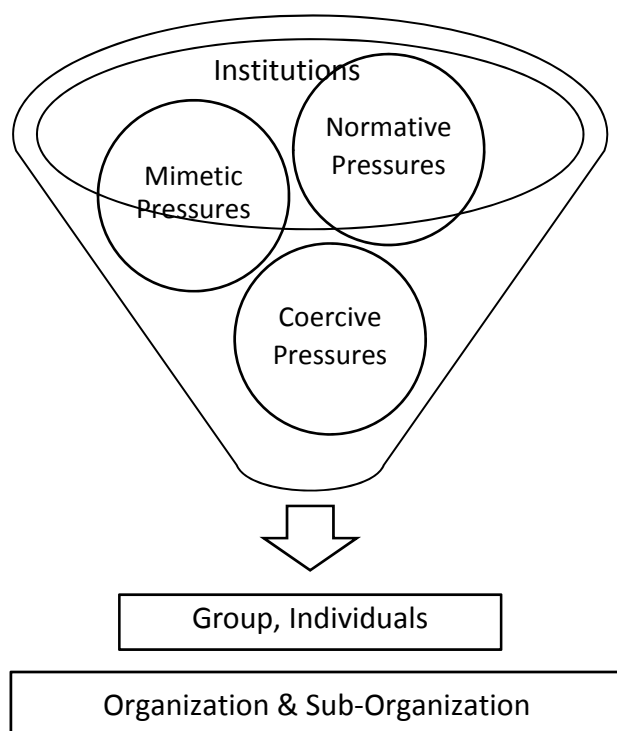 Institutions
Normative
Pressures
Mimetic
Pressures
Coercive
Pressures
Group, Individuals
Organization & Sub-Organization